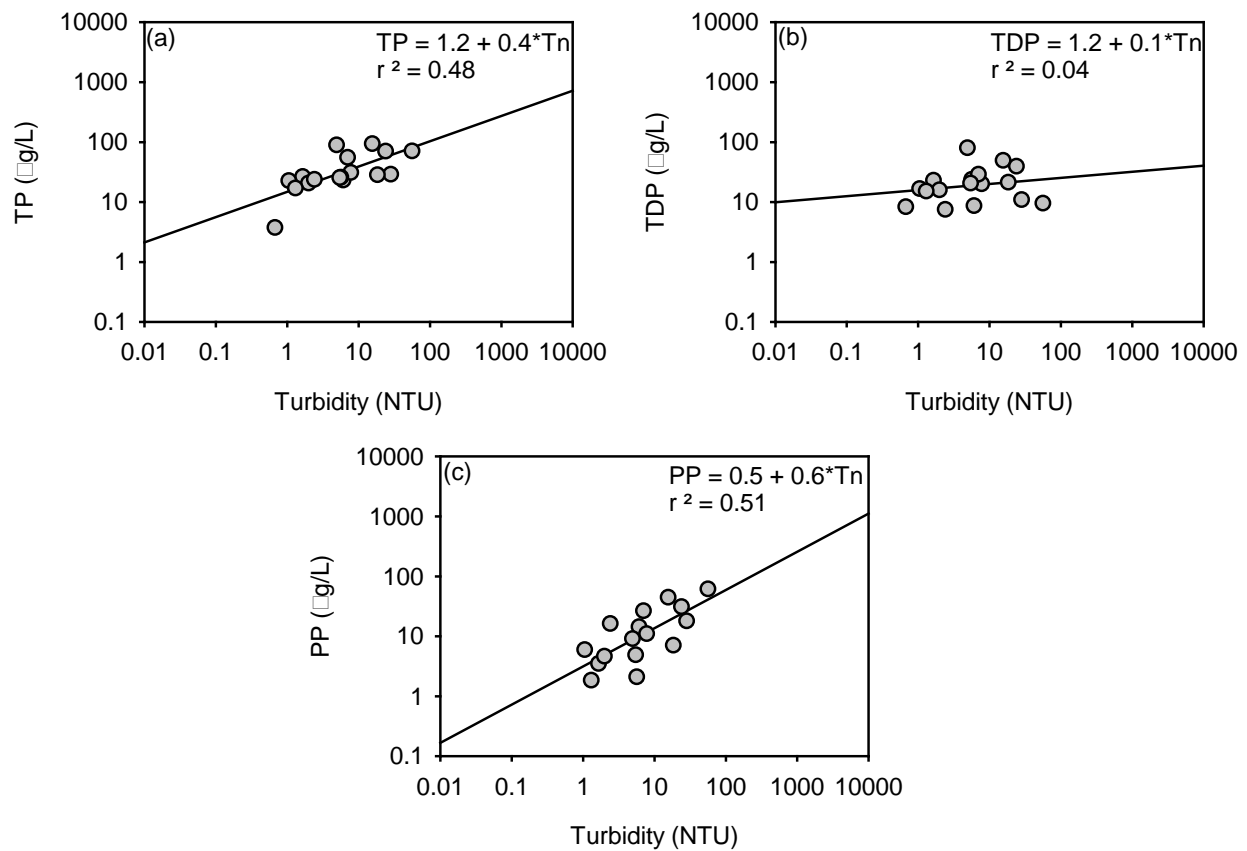 (a)
TP = 1.2 + 0.4*Tn
r ² = 0.48
10000
1000
100
10
1
0.1
TP (□g/L)
0.01 0.1 1 10 100 1000 10000
Turbidity (NTU)
(b)
TDP = 1.2 + 0.1*Tn
r ² = 0.04
10000
1000
100
10
1
0.1
TDP (□g/L)
0.01 0.1 1 10 100 1000 10000
Turbidity (NTU)
(c)
PP = 0.5 + 0.6*Tn
r ² = 0.51
10000
1000
100
10
1
0.1
PP (□g/L)
0.01 0.1 1 10 100 1000 10000
Turbidity (NTU)